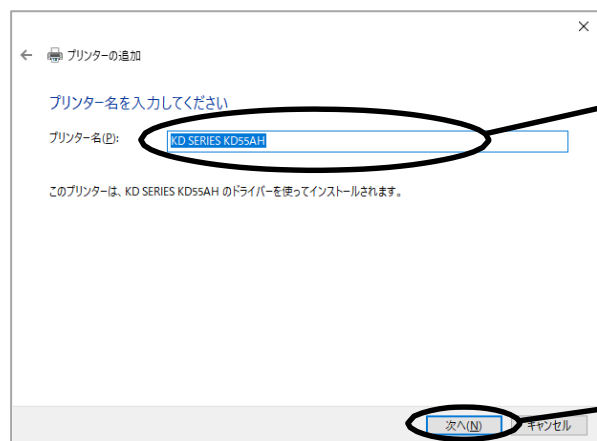 プリンターの追加
プリンター名を入力してください
プリンター名(P): KD SERIES KD55AH
このプリンターは、KD SERIES KD55AH のドライバーを使ってインストールされます。
次へ(N) キャンセル